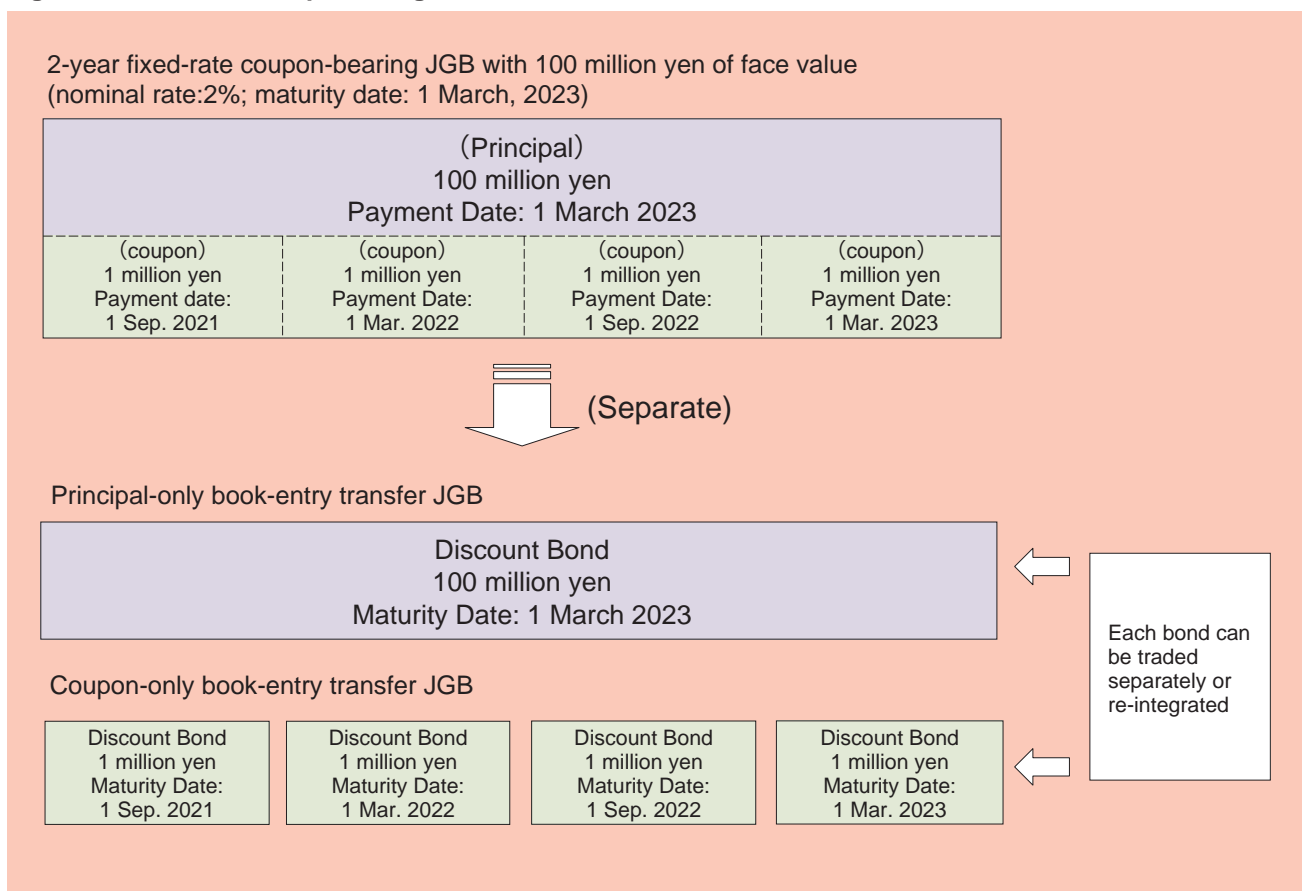 2-year fixed-rate coupon-bearing JGB with 100 million yen of face value
(nominal rate:2%; maturity date: 1 March, 2023)
（Principal）
100 million yen
Payment Date: 1 March 2023
(coupon)
1 million yen
Payment date:
1 Sep. 2021
(coupon)
1 million yen
Payment Date:
1 Mar. 2022
(coupon)
1 million yen
Payment Date:
1 Sep. 2022
(coupon)
1 million yen
Payment Date:
1 Mar. 2023
(Separate)
Principal-only book-entry transfer JGB
Discount Bond
100 million yen
Maturity Date: 1 March 2023
Each bond can
be traded
separately or
re-integrated
Coupon-only book-entry transfer JGB
Discount Bond
1 million yen
Maturity Date:
1 Sep. 2021
Discount Bond
1 million yen
Maturity Date:
1 Mar. 2022
Discount Bond
1 million yen
Maturity Date:
1 Sep. 2022
Discount Bond
1 million yen
Maturity Date:
1 Mar. 2023